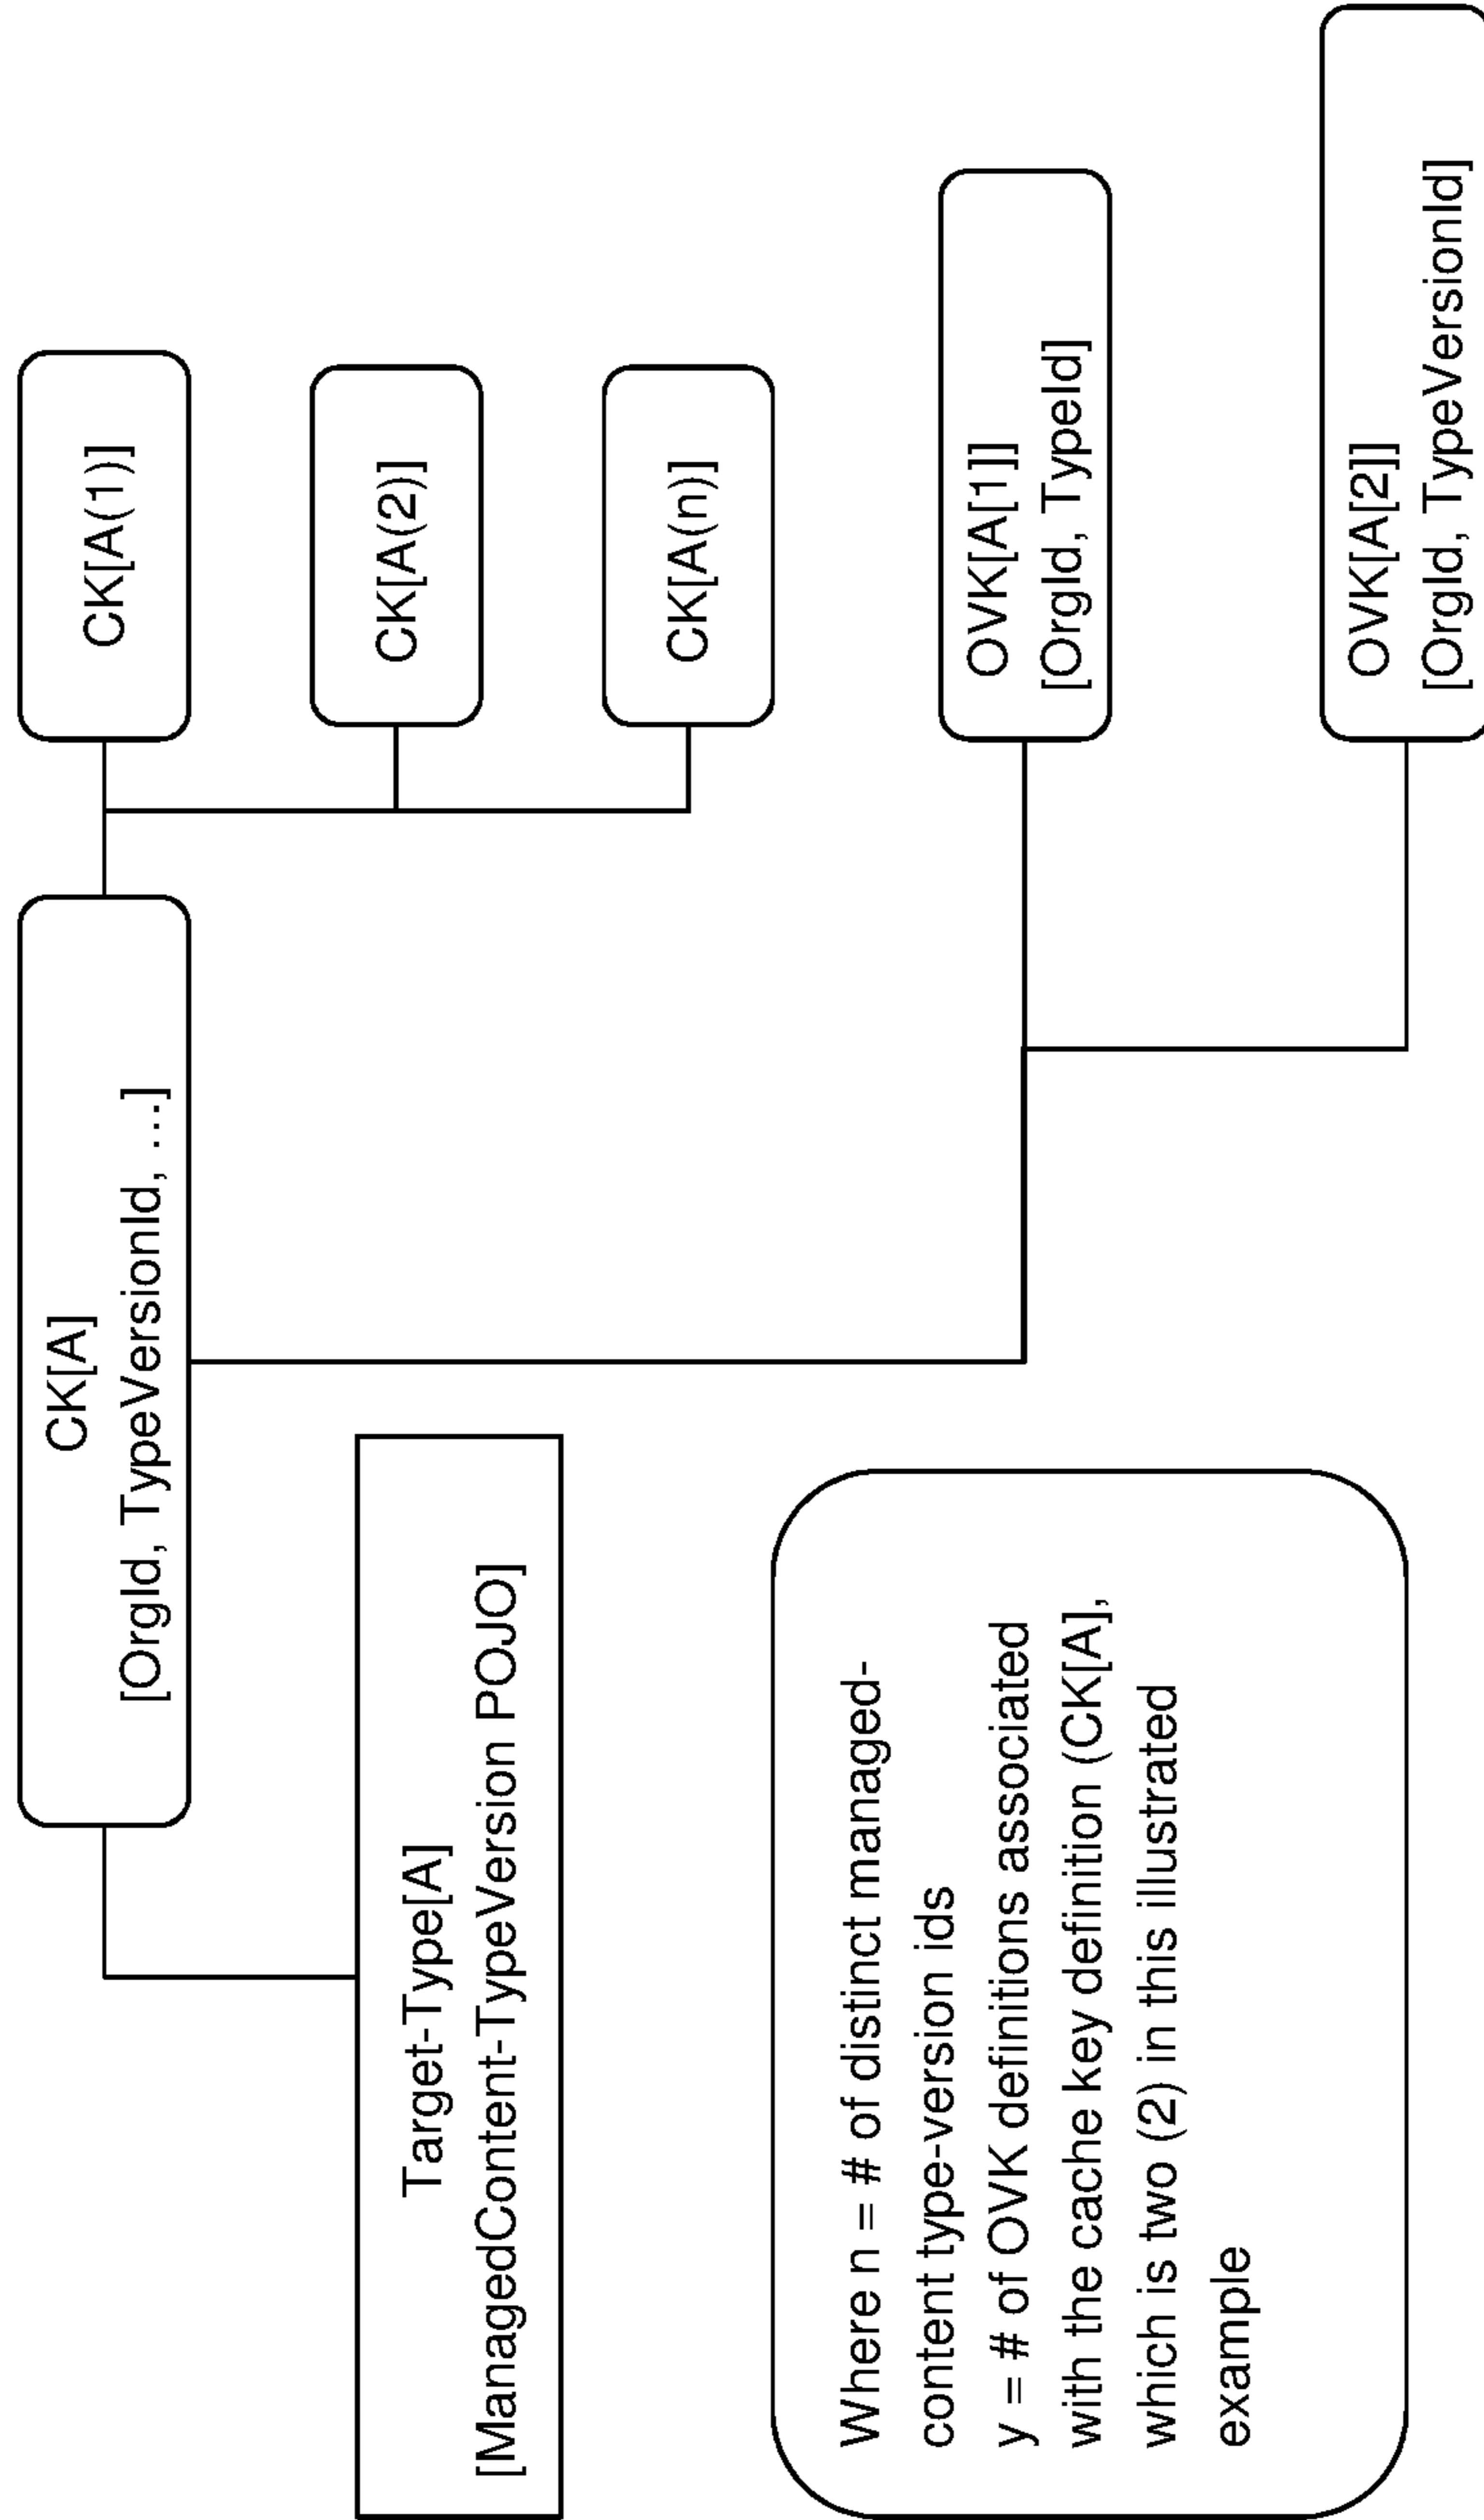 CK[A]
[OrgId, TypeVersionId, ...]
CK[A(1)]
CK[A(2)]
CK[A(n)]
Target-Type[A]
[ManagedContent-TypeVersion POJO]
OVK[A[1]]
[OrgId, TypeId]
OVK[A[2]]
[OrgId, TypeVersionId]
Where n = # of distinct managed-
content type-version ids
y = # of OVK definitions associated
with the cache key definition (CK[A],
which is two (2) in this illustrated
example